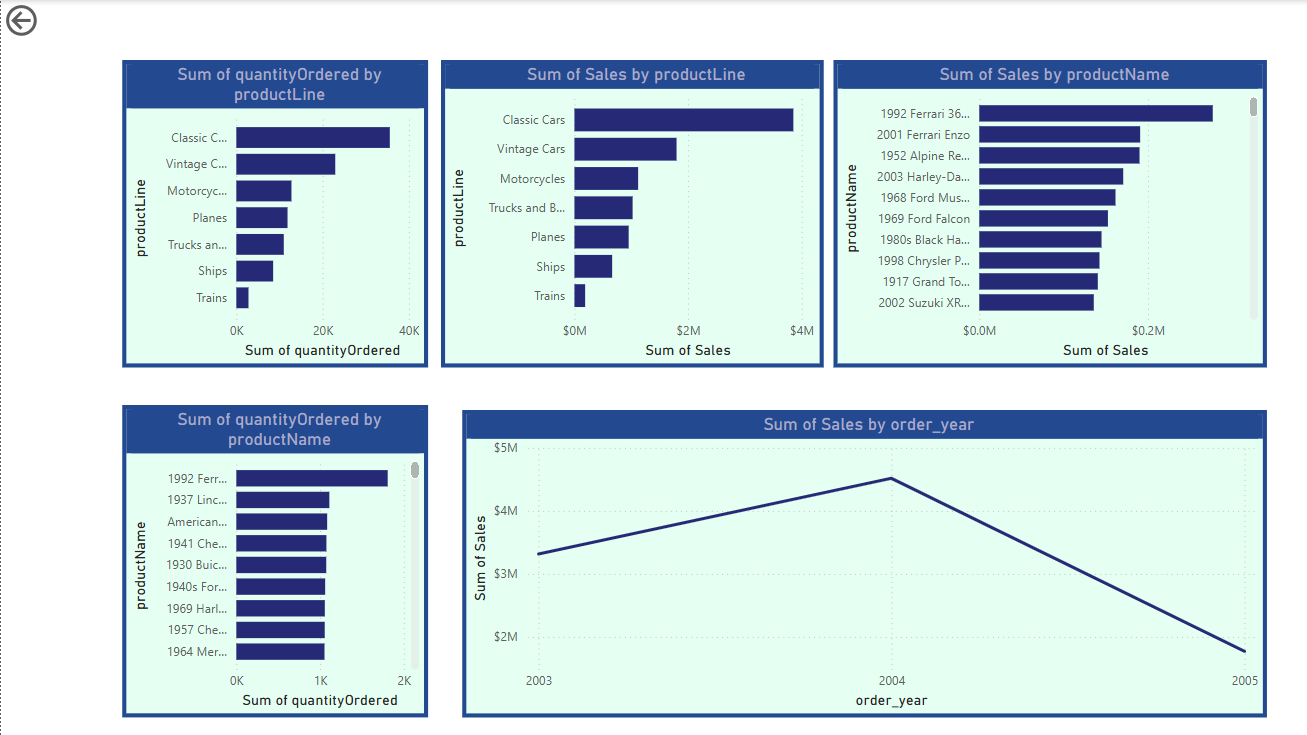 Sum of quantityOrdered by
productLine
productLine
Classic C...
Vintage C...
Motorcyc...
Planes
Trucks an...
Ships
Trains
0K 20K 40K
Sum of quantityOrdered
Sum of Sales by productLine
productLine
Classic Cars
Vintage Cars
Motorcycles
Trucks and B...
Planes
Ships
Trains
$0M $2M $4M
Sum of Sales
Sum of Sales by productName
productName
1992 Ferrari 36...
2001 Ferrari Enzo
1952 Alpine Re...
2003 Harley-Da...
1968 Ford Mus...
1969 Ford Falcon
1980s Black Ha...
1998 Chrysler P...
1917 Grand To...
2002 Suzuki XR...
$0.0M $0.2M
Sum of Sales
Sum of quantityOrdered by
productName
productName
1992 Ferr...
1937 Linc...
American...
1941 Che...
1930 Buic...
1940s For...
1969 Harl...
1957 Che...
1964 Mer...
0K 1K 2K
Sum of quantityOrdered
Sum of Sales by order_year
Sum of Sales
$5M
$4M
$3M
$2M
2003 2004 2005
order_year